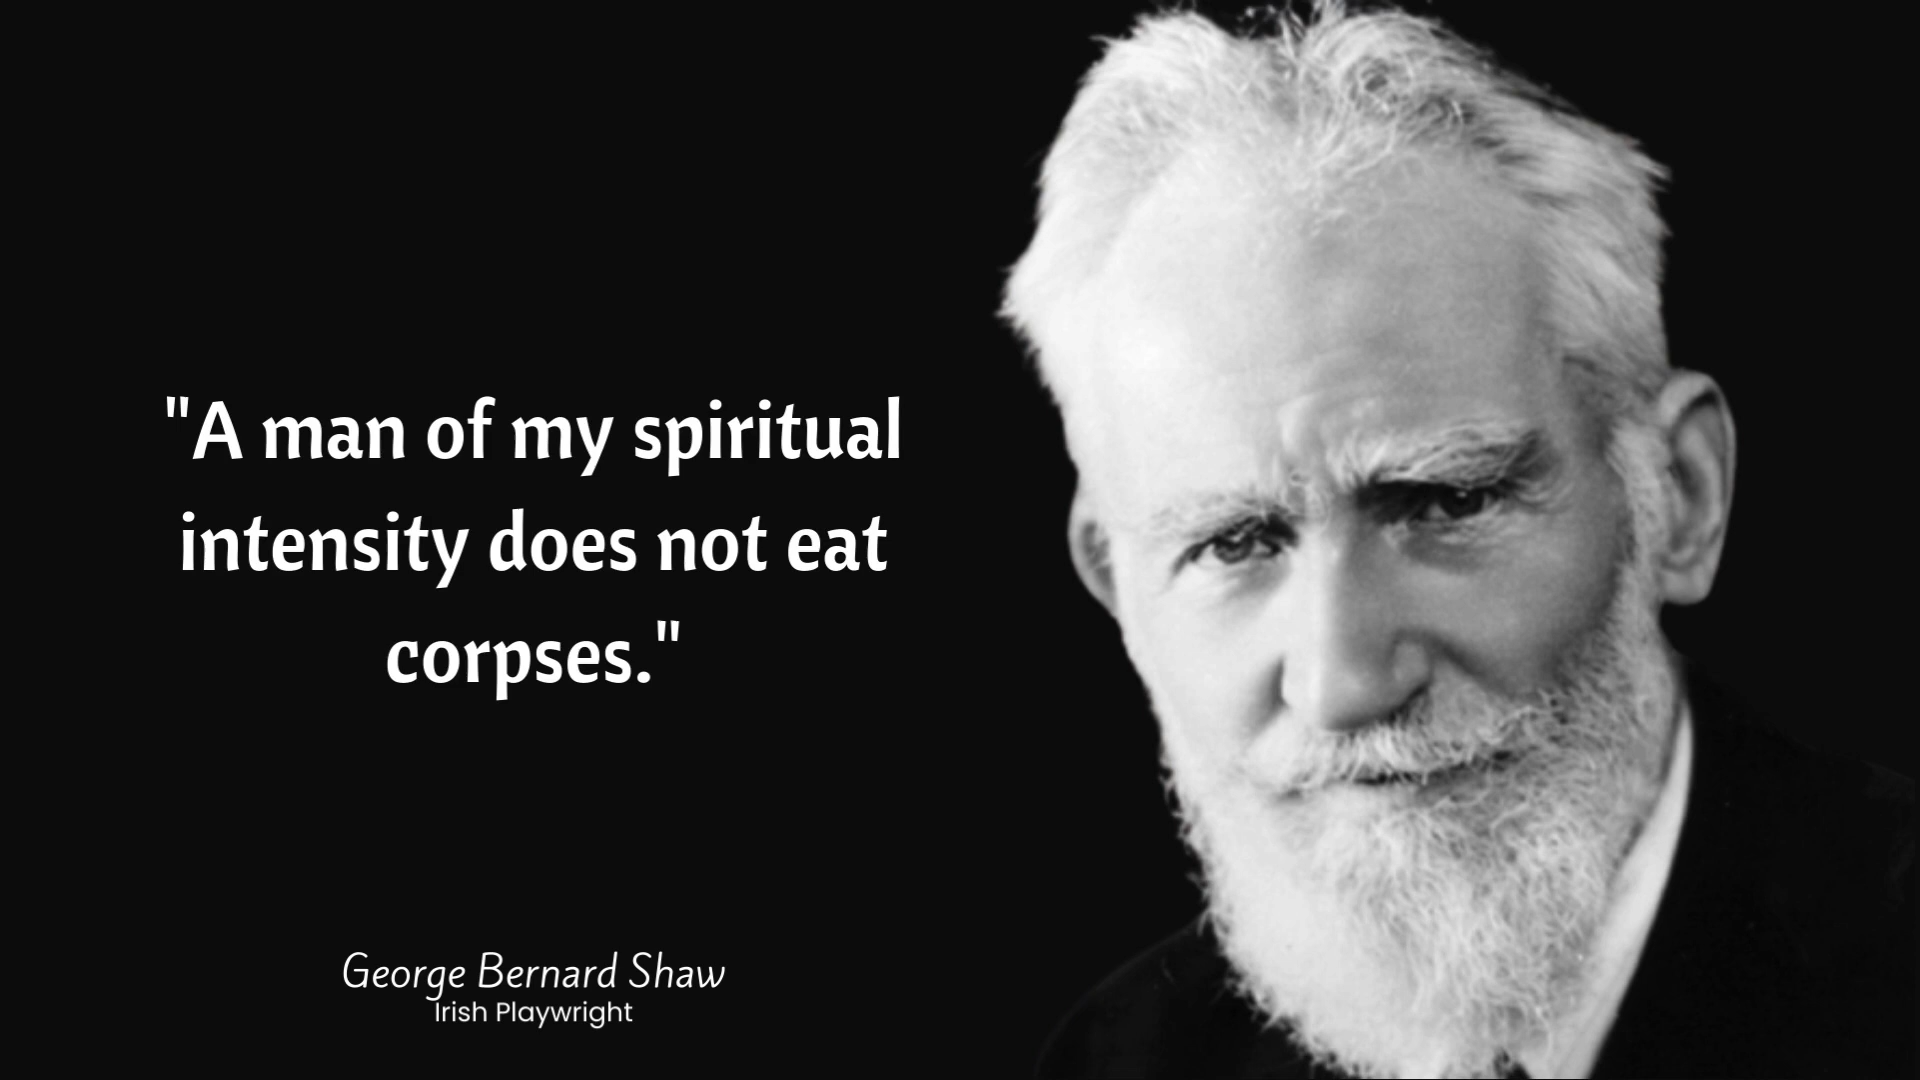 "A man of my spiritual
intensity does not eat
corpses."
George Bernard Shaw
Irish Playwright